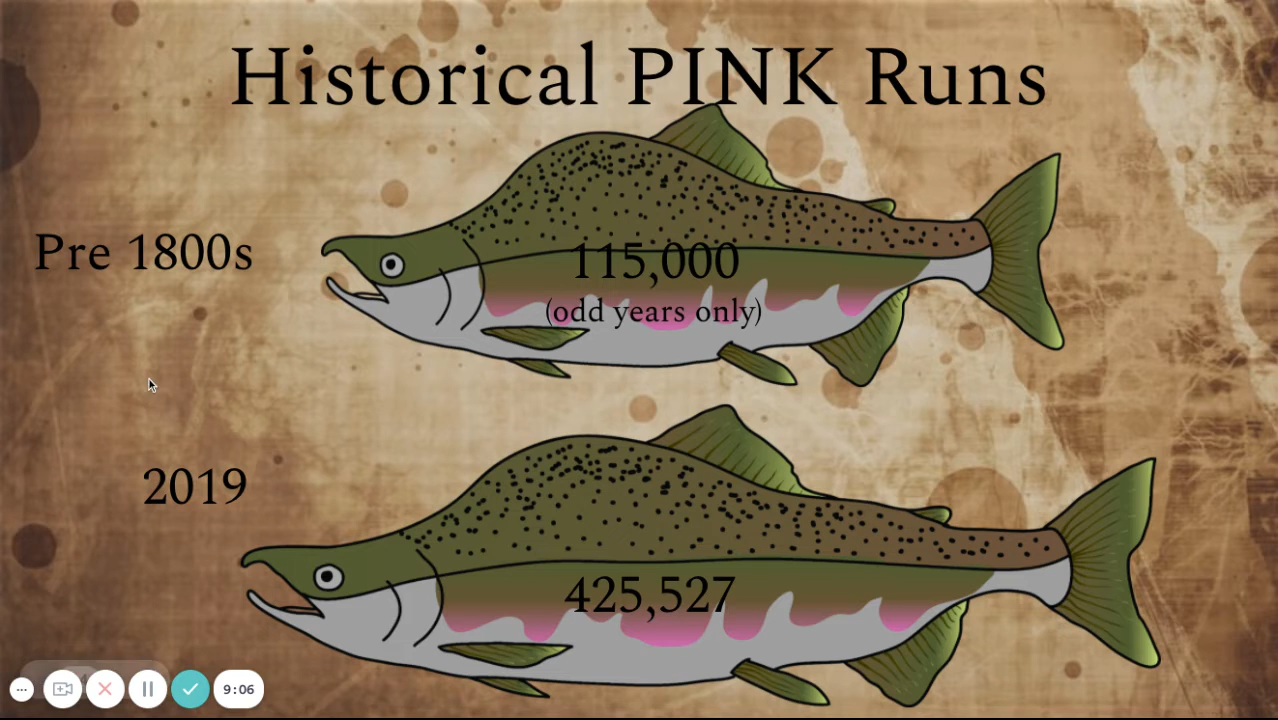 Historical PINK Runs
Pre 1800s
115,000
(odd years only)
2019
425,527
9:06